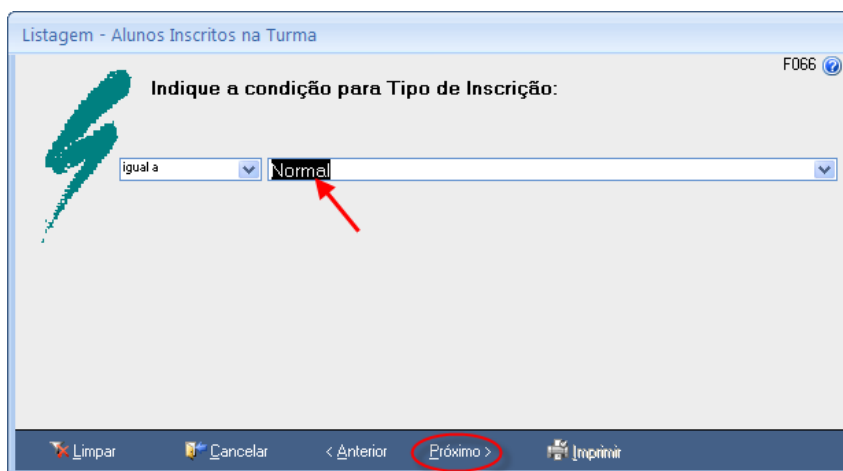 Listagem - Alunos Inscritos na Turma
F066
Indique a condição para Tipo de Inscrição:
igual a Normal
Limpar Cancelar < Anterior Próximo > Imprimir